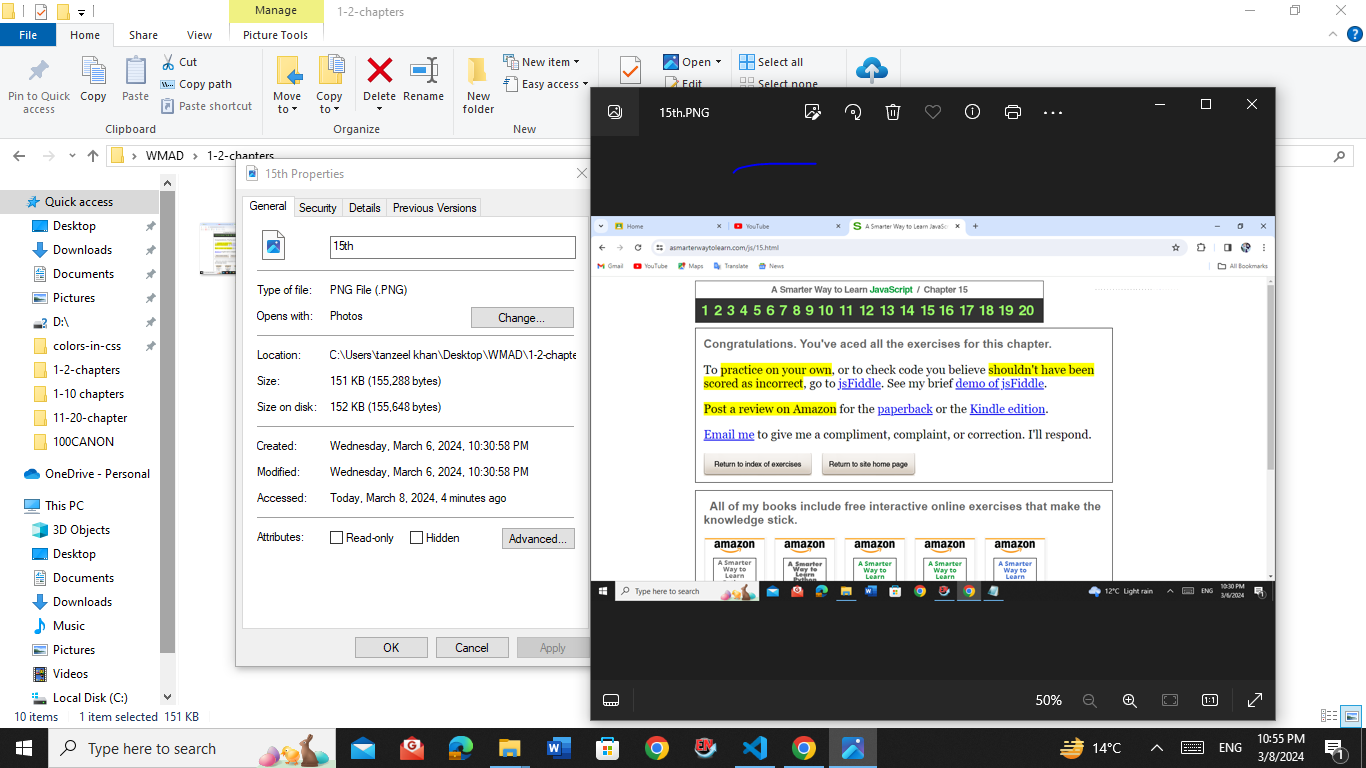 Manage
1-2-chapters
File
Home
Share
View
Picture Tools
Pin to Quick access
Copy
Paste
Cut
Copy path
Paste shortcut
Clipboard
Move to
Copy to
Delete
Rename
Organize
New folder
New item
Easy access
New
Open
Edit
Select all
Select none
WMAD
1-2-chapters
Quick access
Desktop
Downloads
Documents
Pictures
D:\
colors-in-css
1-2-chapters
1-10 chapters
11-20-chapter
100CANON
OneDrive - Personal
This PC
3D Objects
Desktop
Documents
Downloads
Music
Pictures
Videos
Local Disk (C:)
10 items 1 item selected 151 KB
15th Properties
General
Security
Details
Previous Versions
15th
Type of file: PNG File (.PNG)
Opens with: Photos
Change...
Location: C:\Users\tanzeel khan\Desktop\WMAD\1-2-chapte
Size: 151 KB (155,288 bytes)
Size on disk: 152 KB (155,648 bytes)
Created: Wednesday, March 6, 2024, 10:30:58 PM
Modified: Wednesday, March 6, 2024, 10:30:58 PM
Accessed: Today, March 8, 2024, 4 minutes ago
Attributes: Read-only Hidden
Advanced...
OK
Cancel
Apply
15th.PNG
Home
YouTube
A Smarter Way to Learn JavaSc
asmarterwaytolearn.com/js/15.html
Gmail
YouTube
Maps
Translate
News
All Bookmarks
A Smarter Way to Learn JavaScript / Chapter 15
1 2 3 4 5 6 7 8 9 10 11 12 13 14 15 16 17 18 19 20
Congratulations. You've aced all the exercises for this chapter.
To practice on your own, or to check code you believe shouldn't have been
scored as incorrect, go to jsFiddle. See my brief demo of jsFiddle.
Post a review on Amazon for the paperback or the Kindle edition.
Email me to give me a compliment, complaint, or correction. I'll respond.
Return to index of exercises
Return to site home page
All of my books include free interactive online exercises that make the
knowledge stick.
amazon amazon amazon amazon amazon
A Smarter A Smarter A Smarter A Smarter A Smarter
Way to Way to Way to Way to Way to
Learn Learn Learn Learn Learn
Type here to search
12°C Light rain
ENG
10:30 PM
3/6/2024
50%
1:1
Type here to search
14°C
ENG
10:55 PM
3/8/2024
1